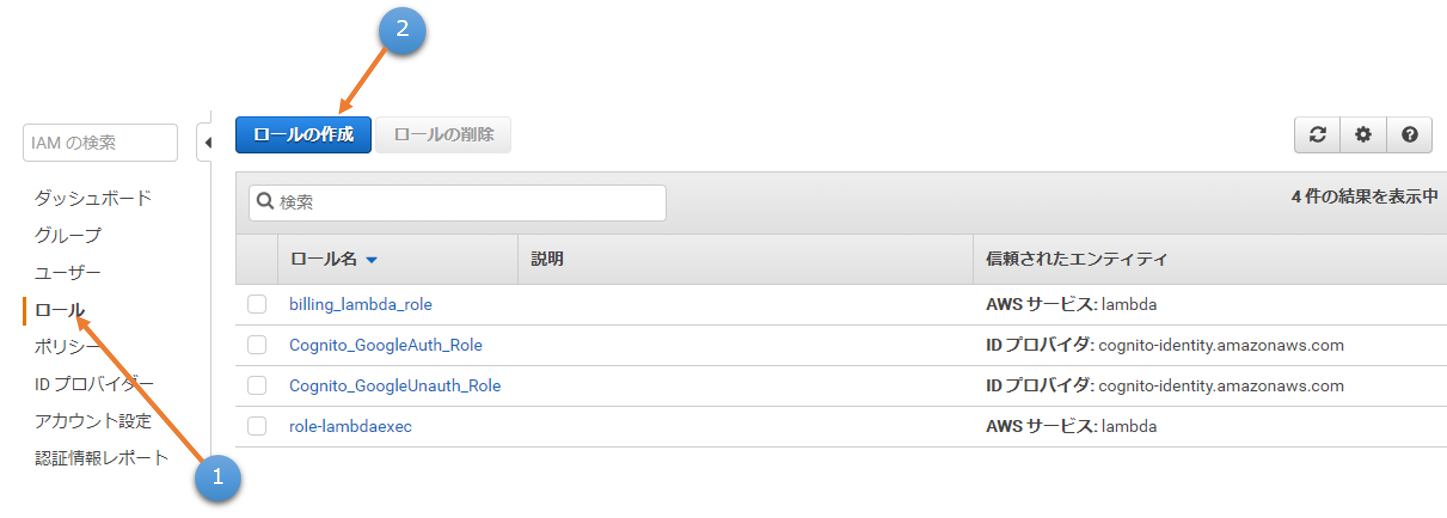 2
IAM の検索
ロールの作成 ロールの削除
ダッシュボード
グループ
ユーザー
ロール
ポリシー
ID プロバイダー
アカウント設定
認証情報レポート
1
検索 4 件の結果を表示中
ロール名 説明 信頼されたエンティティ
billing_lambda_role AWS サービス: lambda
Cognito_GoogleAuth_Role ID プロバイダ: cognito-identity.amazonaws.com
Cognito_GoogleUnauth_Role ID プロバイダ: cognito-identity.amazonaws.com
role-lambdaexec AWS サービス: lambda